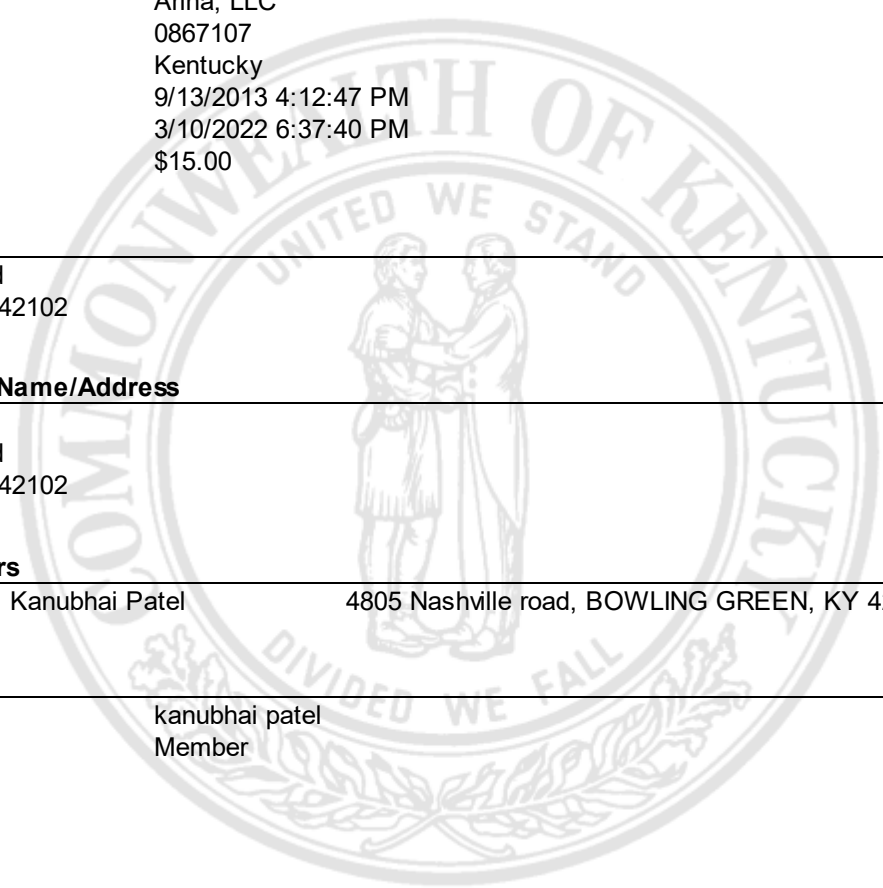 LLC
0867107
Kentucky
9/13/2013 4:12:47 PM
3/10/2022 6:37:40 PM
$15.00
COMMONWEALTH OF KENTUCKY
UNITED WE STAND
d
42102
Name/Address
d
42102
rs
Kanubhai Patel 4805 Nashville road, BOWLING GREEN, KY 4
DIVIDED WE FALL
kanubhai patel
Member